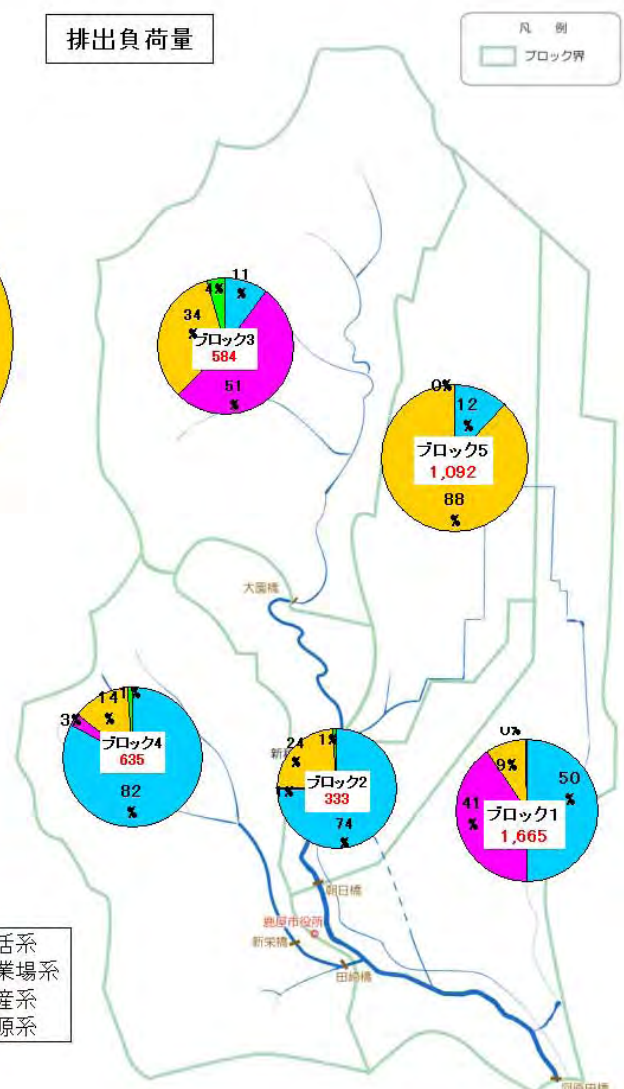 排出負荷量
凡 例
ブロック界
4%
11
%
34
%
ブロック3
584
51
%
0%
12
%
ブロック5
1,092
88
%
大園橋
14
%
1%
3%
ブロック4
635
82
%
24
%
1%
1%
ブロック2
333
74
%
0%
9%
50
%
41
%
ブロック1
1,665
朝日橋
鹿屋市役所
新栄橋
田崎橋
活系
業場系
産系
原系